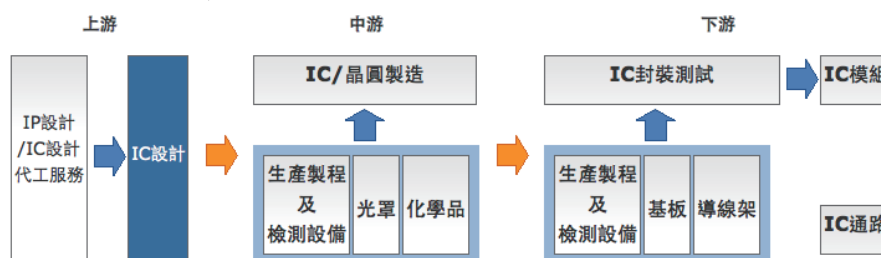 上游
中游
下游
IP設計
/IC設計
代工服務
IC設計
IC/晶圓製造
生產製程
及
檢測設備
光罩
化學品
IC封裝測試
生產製程
及
檢測設備
基板
導線架
IC模組
IC通路